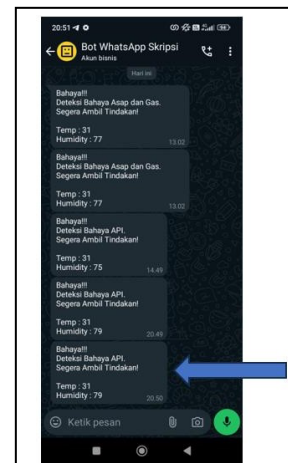 20:51
Bot WhatsApp Skripsi
Akun bisnis
Hari ini
Bahaya!!!
Deteksi Bahaya Asap dan Gas.
Segera Ambil Tindakan!
Temp : 31
Humidity : 77
13.02
Bahaya!!!
Deteksi Bahaya Asap dan Gas.
Segera Ambil Tindakan!
Temp : 31
Humidity : 77
13.02
Bahaya!!!
Deteksi Bahaya API.
Segera Ambil Tindakan!
Temp : 31
Humidity : 75
14.49
Bahaya!!!
Deteksi Bahaya API.
Segera Ambil Tindakan!
Temp : 31
Humidity : 79
20.49
Bahaya!!!
Deteksi Bahaya API.
Segera Ambil Tindakan!
Temp : 31
Humidity : 79
20.50
Ketik pesan